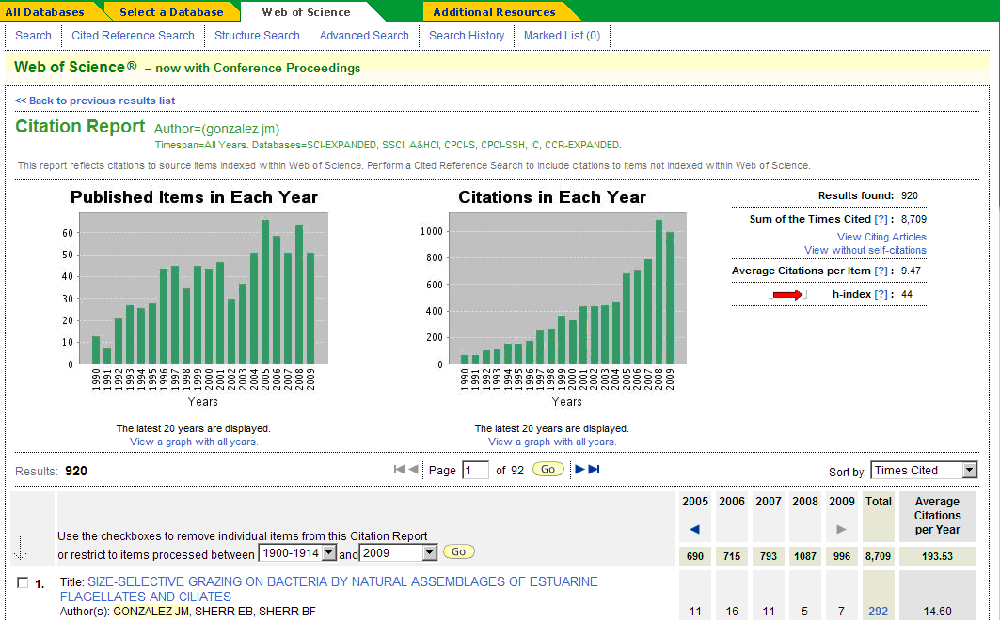 All Databases Select a Database Web of Science Additional Resources
Search Cited Reference Search Structure Search Advanced Search Search History Marked List (0)
Web of Science® – now with Conference Proceedings
<< Back to previous results list
Citation Report Author=(gonzalez jm)
Timespan=All Years. Databases=SCI-EXPANDED, SSCI, A&HCI, CPCI-S, CPCI-SSH, IC, CCR-EXPANDED.
This report reflects citations to source items indexed within Web of Science. Perform a Cited Reference Search to include citations to items not indexed within Web of Science.
Published Items in Each Year
60
50
40
30
20
10
0
1990 1991 1992 1993 1994 1995 1996 1997 1998 1999 2000 2001 2002 2003 2004 2005 2006 2007 2008 2009
Years
The latest 20 years are displayed.
View a graph with all years.
Citations in Each Year
1000
800
600
400
200
0
1990 1991 1992 1993 1994 1995 1996 1997 1998 1999 2000 2001 2002 2003 2004 2005 2006 2007 2008 2009
Years
The latest 20 years are displayed.
View a graph with all years.
Results found: 920
Sum of the Times Cited [?] : 8,709
View Citing Articles
View without self-citations
Average Citations per Item [?] : 9.47
h-index [?] : 44
Results: 920 Page 1 of 92 Go Sort by: Times Cited
2005 2006 2007 2008 2009 Total Average
Citations
per Year
Use the checkboxes to remove individual items from this Citation Report
or restrict to items processed between 1900-1914 and 2009 Go
690 715 793 1087 996 8,709 193.53
1. Title: SIZE-SELECTIVE GRAZING ON BACTERIA BY NATURAL ASSEMBLAGES OF ESTUARINE
FLAGELLATES AND CILIATES
Author(s): GONZALEZ JM, SHERR EB, SHERR BF 11 16 11 5 7 292 14.60